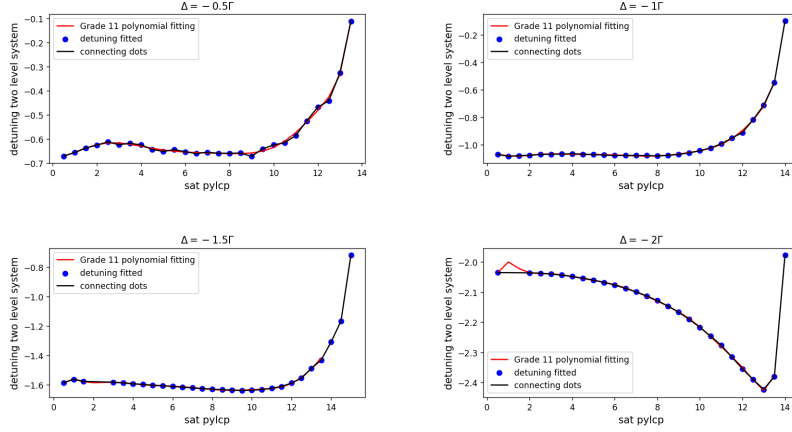 Δ = − 0.5Γ
Grade 11 polynomial fitting
detuning fitted
connecting dots
detuning two level system
−0.1
−0.2
−0.3
−0.4
−0.5
−0.6
−0.7
0 2 4 6 8 10 12 14
sat pylcp
Δ = − 1Γ
Grade 11 polynomial fitting
detuning fitted
connecting dots
detuning two level system
−0.2
−0.4
−0.6
−0.8
−1.0
0 2 4 6 8 10 12 14
sat pylcp
Δ = − 1.5Γ
Grade 11 polynomial fitting
detuning fitted
connecting dots
detuning two level system
−0.8
−1.0
−1.2
−1.4
−1.6
0 2 4 6 8 10 12 14
sat pylcp
Δ = − 2Γ
detuning two level system
−2.0
−2.1
−2.2
−2.3
−2.4
Grade 11 polynomial fitting
detuning fitted
connecting dots
0 2 4 6 8 10 12 14
sat pylcp